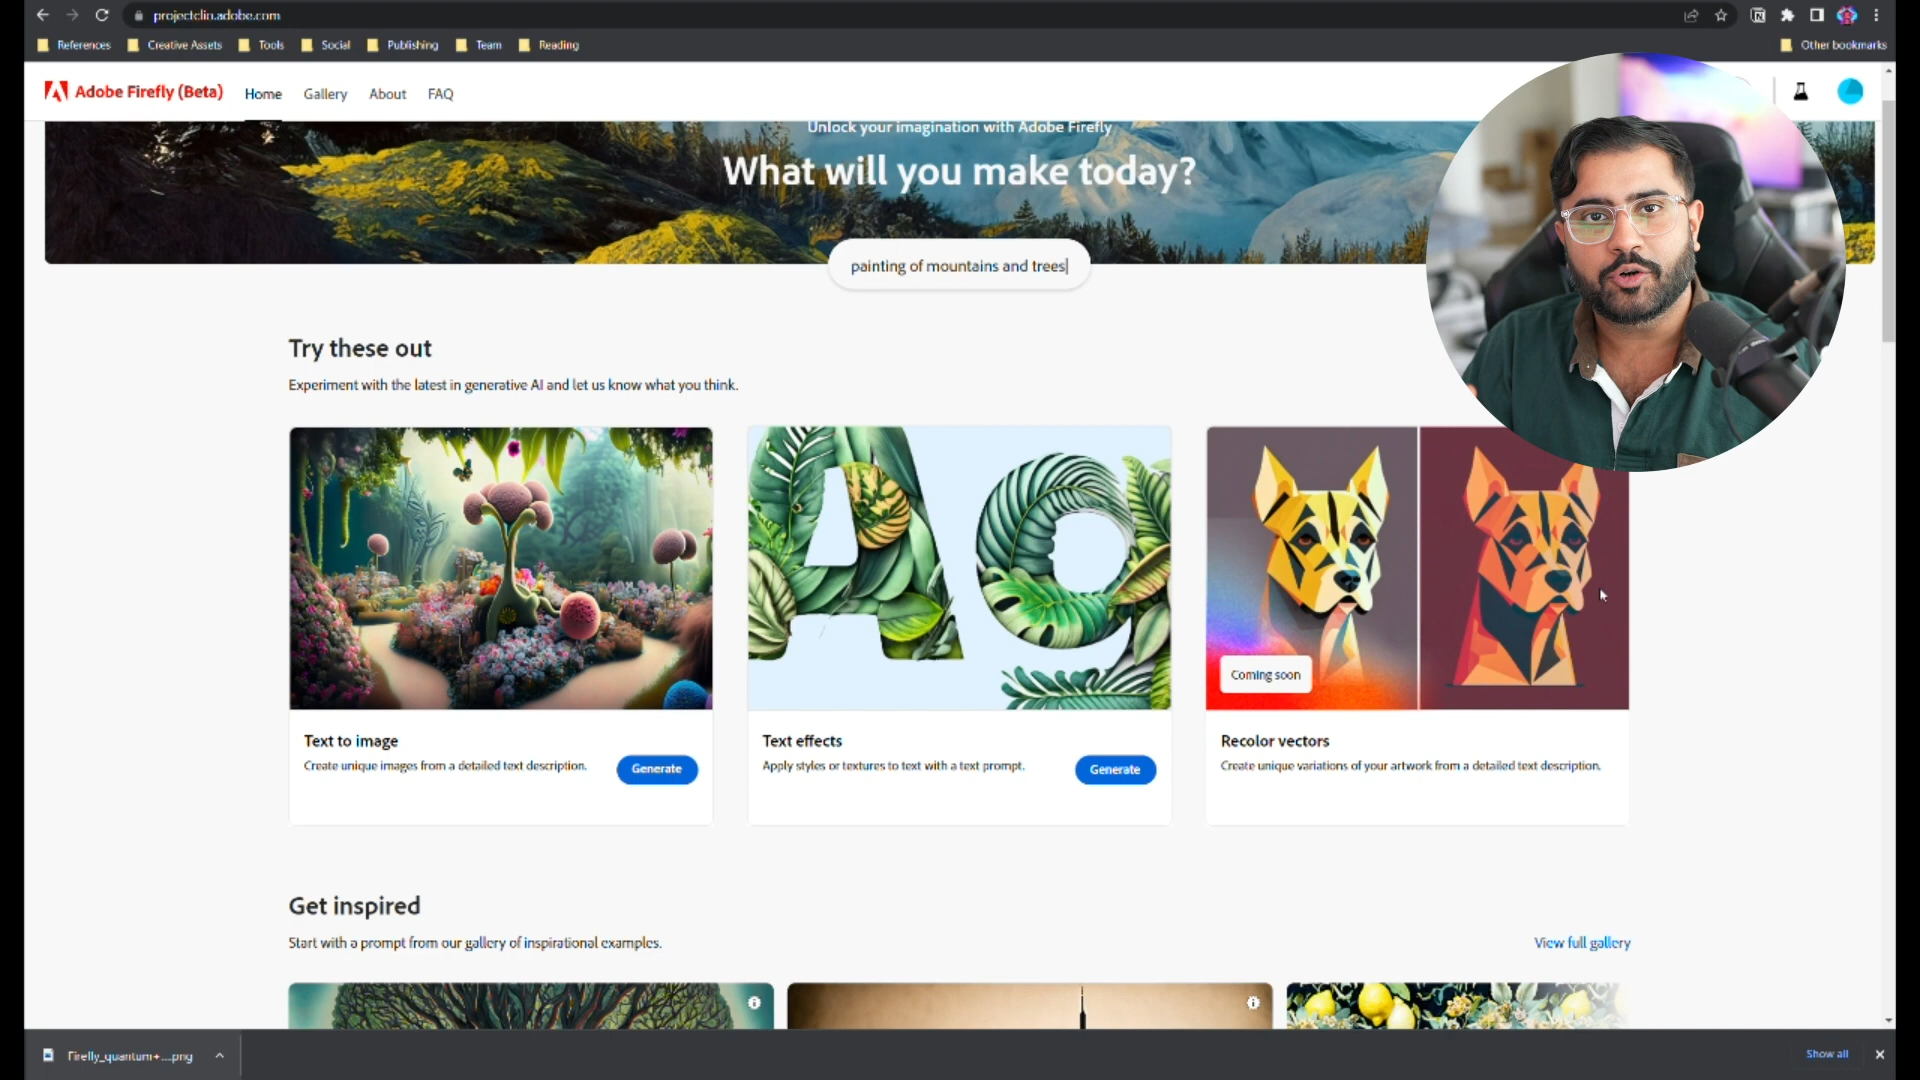 projectclio.adobe.com
References Creative Assets Tools Social Publishing Team Reading Other bookmarks
Adobe Firefly (Beta) Home Gallery About FAQ
Unlock your imagination with Adobe Firefly
What will you make today?
painting of mountains and trees
Try these out
Experiment with the latest in generative AI and let us know what you think.
Ag
Coming soon
Text to image
Create unique images from a detailed text description.
Generate
Text effects
Apply styles or textures to text with a text prompt.
Generate
Recolor vectors
Create unique variations of your artwork from a detailed text description.
Get inspired
Start with a prompt from our gallery of inspirational examples.
View full gallery
Firefly_quantum+....png
Show all